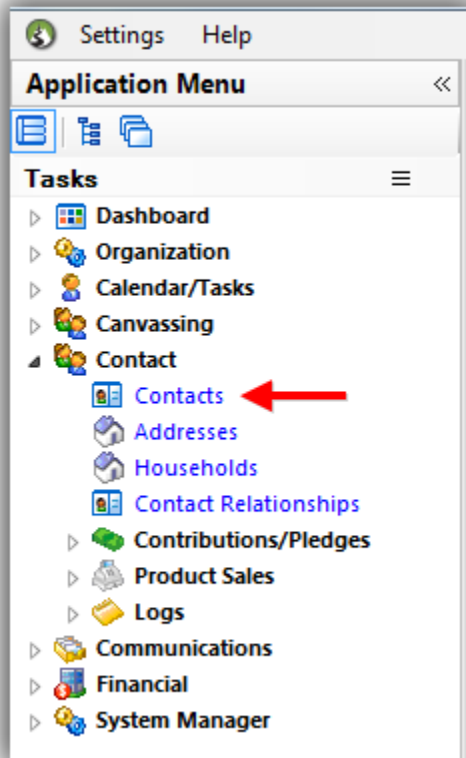 Settings Help
Application Menu
Tasks
Dashboard
Organization
Calendar/Tasks
Canvassing
Contact
Contacts
Addresses
Households
Contact Relationships
Contributions/Pledges
Product Sales
Logs
Communications
Financial
System Manager